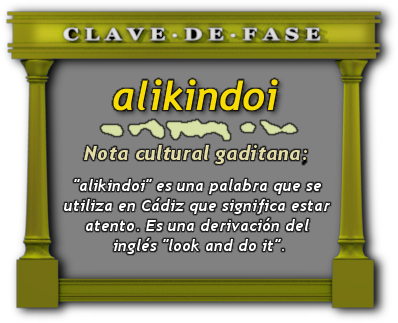 CLAVE·DE·FASE
alikindoi
Nota cultural gaditana:
"alikindoi" es una palabra que se
utiliza en Cádiz que significa estar
atento. Es una derivación del
inglés "look and do it".